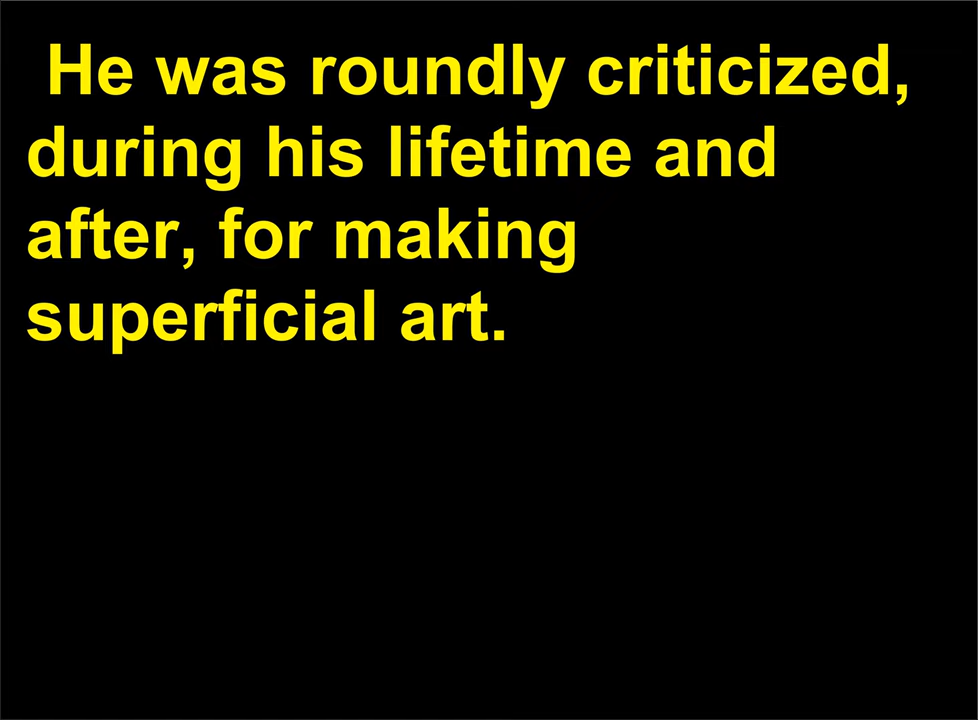 He was roundly criticized,
during his lifetime and
after, for making
superficial art.